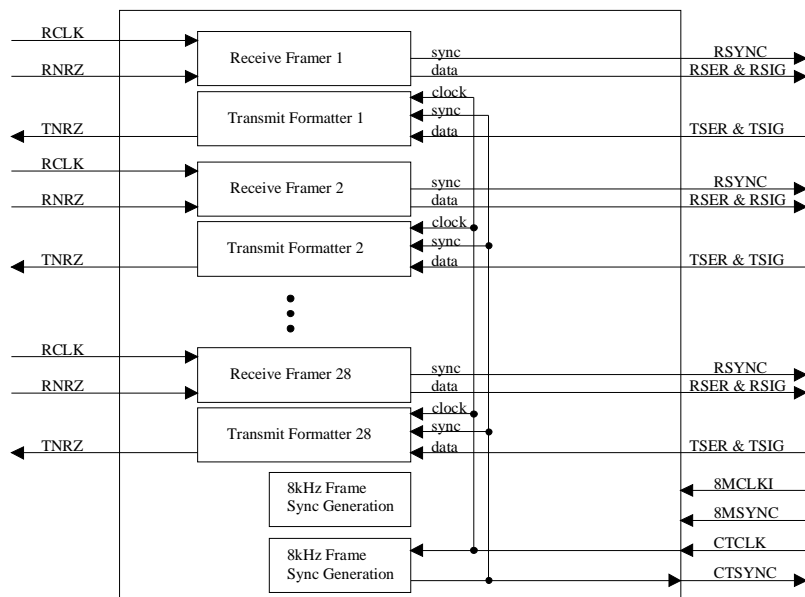 RCLK
Receive Framer 1
sync
RSYNC
RNRZ
data
RSER & RSIG
clock
Transmit Formatter 1
sync
TNRZ
data
TSER & TSIG
RCLK
Receive Framer 2
sync
RSYNC
RNRZ
data
RSER & RSIG
clock
Transmit Formatter 2
sync
TNRZ
data
TSER & TSIG
RCLK
Receive Framer 28
sync
RSYNC
RNRZ
data
RSER & RSIG
clock
Transmit Formatter 28
sync
TNRZ
data
TSER & TSIG
8kHz Frame
Sync Generation
8MCLKI
8MSYNC
8kHz Frame
Sync Generation
CTCLK
CTSYNC